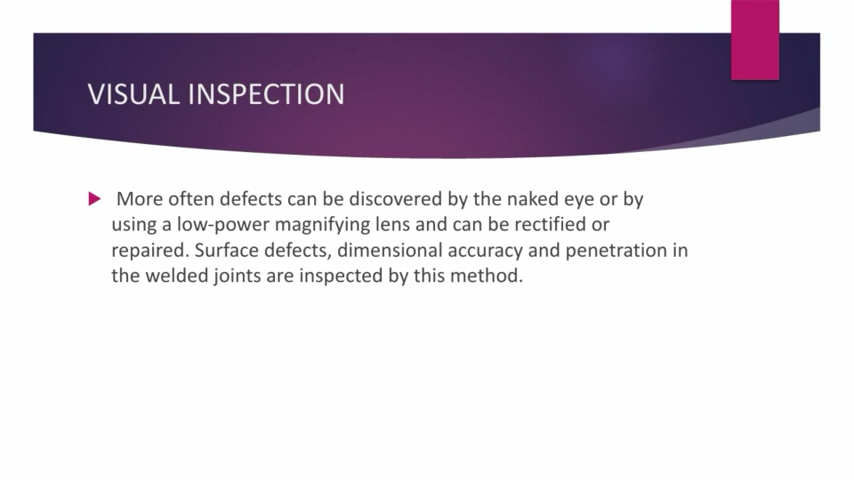 VISUAL INSPECTION
More often defects can be discovered by the naked eye or by
using a low-power magnifying lens and can be rectified or
repaired. Surface defects, dimensional accuracy and penetration in
the welded joints are inspected by this method.